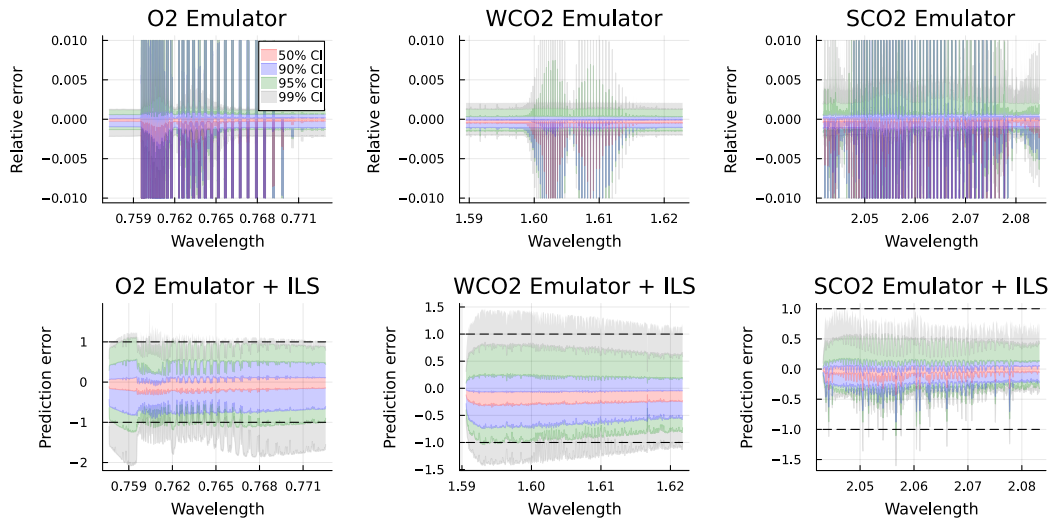 O2 Emulator
WCO2 Emulator
SCO2 Emulator
Relative error
0.010
0.005
0.000
−0.005
−0.010
50% CI
90% CI
95% CI
99% CI
0.759 0.762 0.765 0.768 0.771
Wavelength
Relative error
0.010
0.005
0.000
−0.005
−0.010
1.59 1.60 1.61 1.62
Wavelength
Relative error
0.010
0.005
0.000
−0.005
−0.010
2.05 2.06 2.07 2.08
Wavelength
O2 Emulator + ILS
WCO2 Emulator + ILS
SCO2 Emulator + ILS
Prediction error
1
0
−1
−2
0.759 0.762 0.765 0.768 0.771
Wavelength
Prediction error
1.5
1.0
0.5
0.0
−0.5
−1.0
−1.5
1.59 1.60 1.61 1.62
Wavelength
Prediction error
1.0
0.5
0.0
−0.5
−1.0
−1.5
2.05 2.06 2.07 2.08
Wavelength